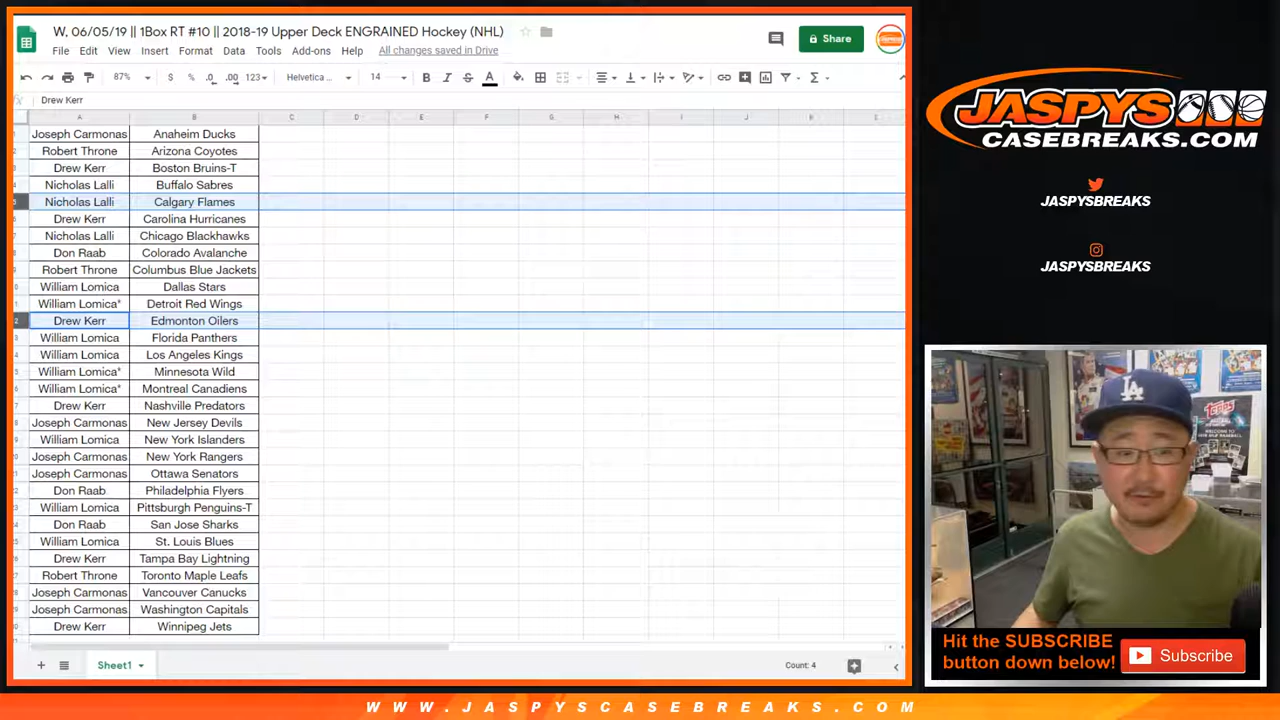 W, 06/05/19 || 1Box RT #10 || 2018-19 Upper Deck ENGRAINED Hockey (NHL)
File Edit View Insert Format Data Tools Add-ons Help All changes saved in Drive
Share
87% $ % .0 .00 123 Helvetica ... 14 B I S A
fx Drew Kerr
A B C D E F G H I J K
Joseph Carmonas Anaheim Ducks
Robert Throne Arizona Coyotes
Drew Kerr Boston Bruins-T
Nicholas Lalli Buffalo Sabres
Nicholas Lalli Calgary Flames
Drew Kerr Carolina Hurricanes
Nicholas Lalli Chicago Blackhawks
Don Raab Colorado Avalanche
Robert Throne Columbus Blue Jackets
William Lomica Dallas Stars
William Lomica* Detroit Red Wings
Drew Kerr Edmonton Oilers
William Lomica Florida Panthers
William Lomica Los Angeles Kings
William Lomica* Minnesota Wild
William Lomica* Montreal Canadiens
Drew Kerr Nashville Predators
Joseph Carmonas New Jersey Devils
William Lomica New York Islanders
William Lomica New York Rangers
Joseph Carmonas Ottawa Senators
Don Raab Philadelphia Flyers
William Lomica Pittsburgh Penguins-T
Don Raab San Jose Sharks
William Lomica St. Louis Blues
Drew Kerr Tampa Bay Lightning
Robert Throne Toronto Maple Leafs
Joseph Carmonas Vancouver Canucks
Joseph Carmonas Washington Capitals
Drew Kerr Winnipeg Jets
Sheet1
Count: 4
JASPYS
CASEBREAKS.COM
JASPYSBREAKS
JASPYSBREAKS
LA
Topps
Hit the SUBSCRIBE
button down below!
Subscribe
WWW.JASPYSCASEBREAKS.COM